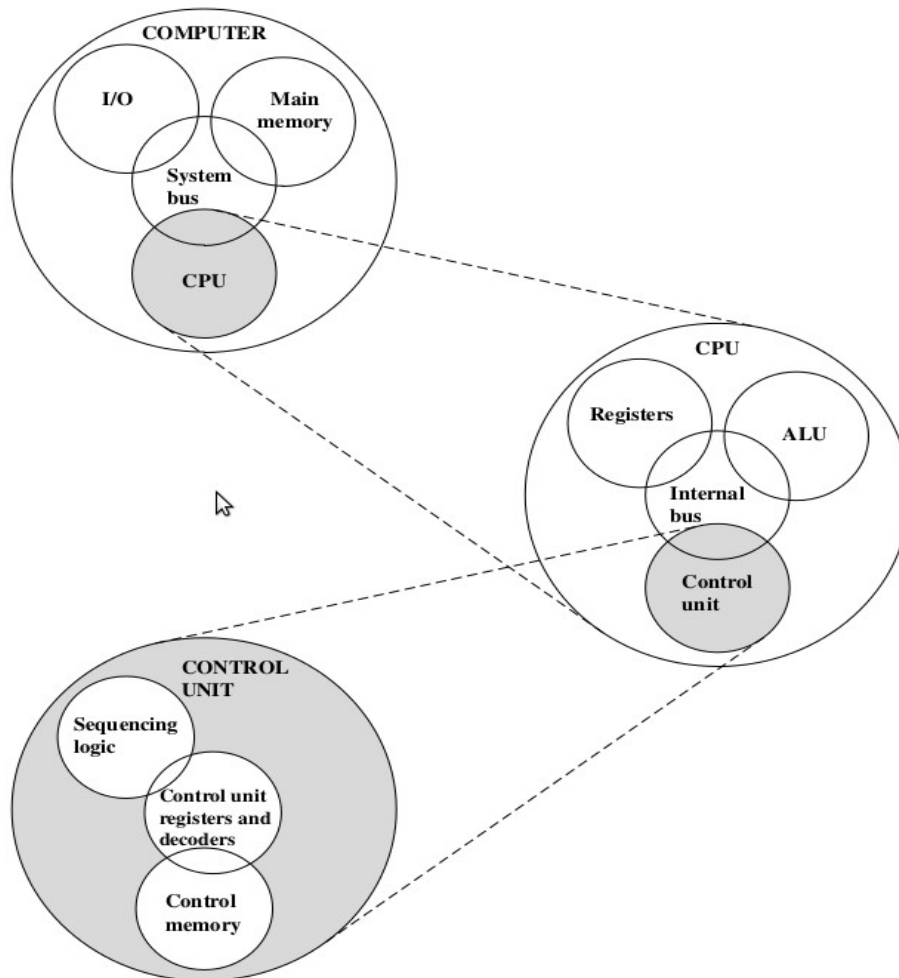 COMPUTER
I/O
Main
memory
System
bus
CPU
CPU
Registers
ALU
Internal
bus
Control
unit
CONTROL
UNIT
Sequencing
logic
Control unit
registers and
decoders
Control
memory